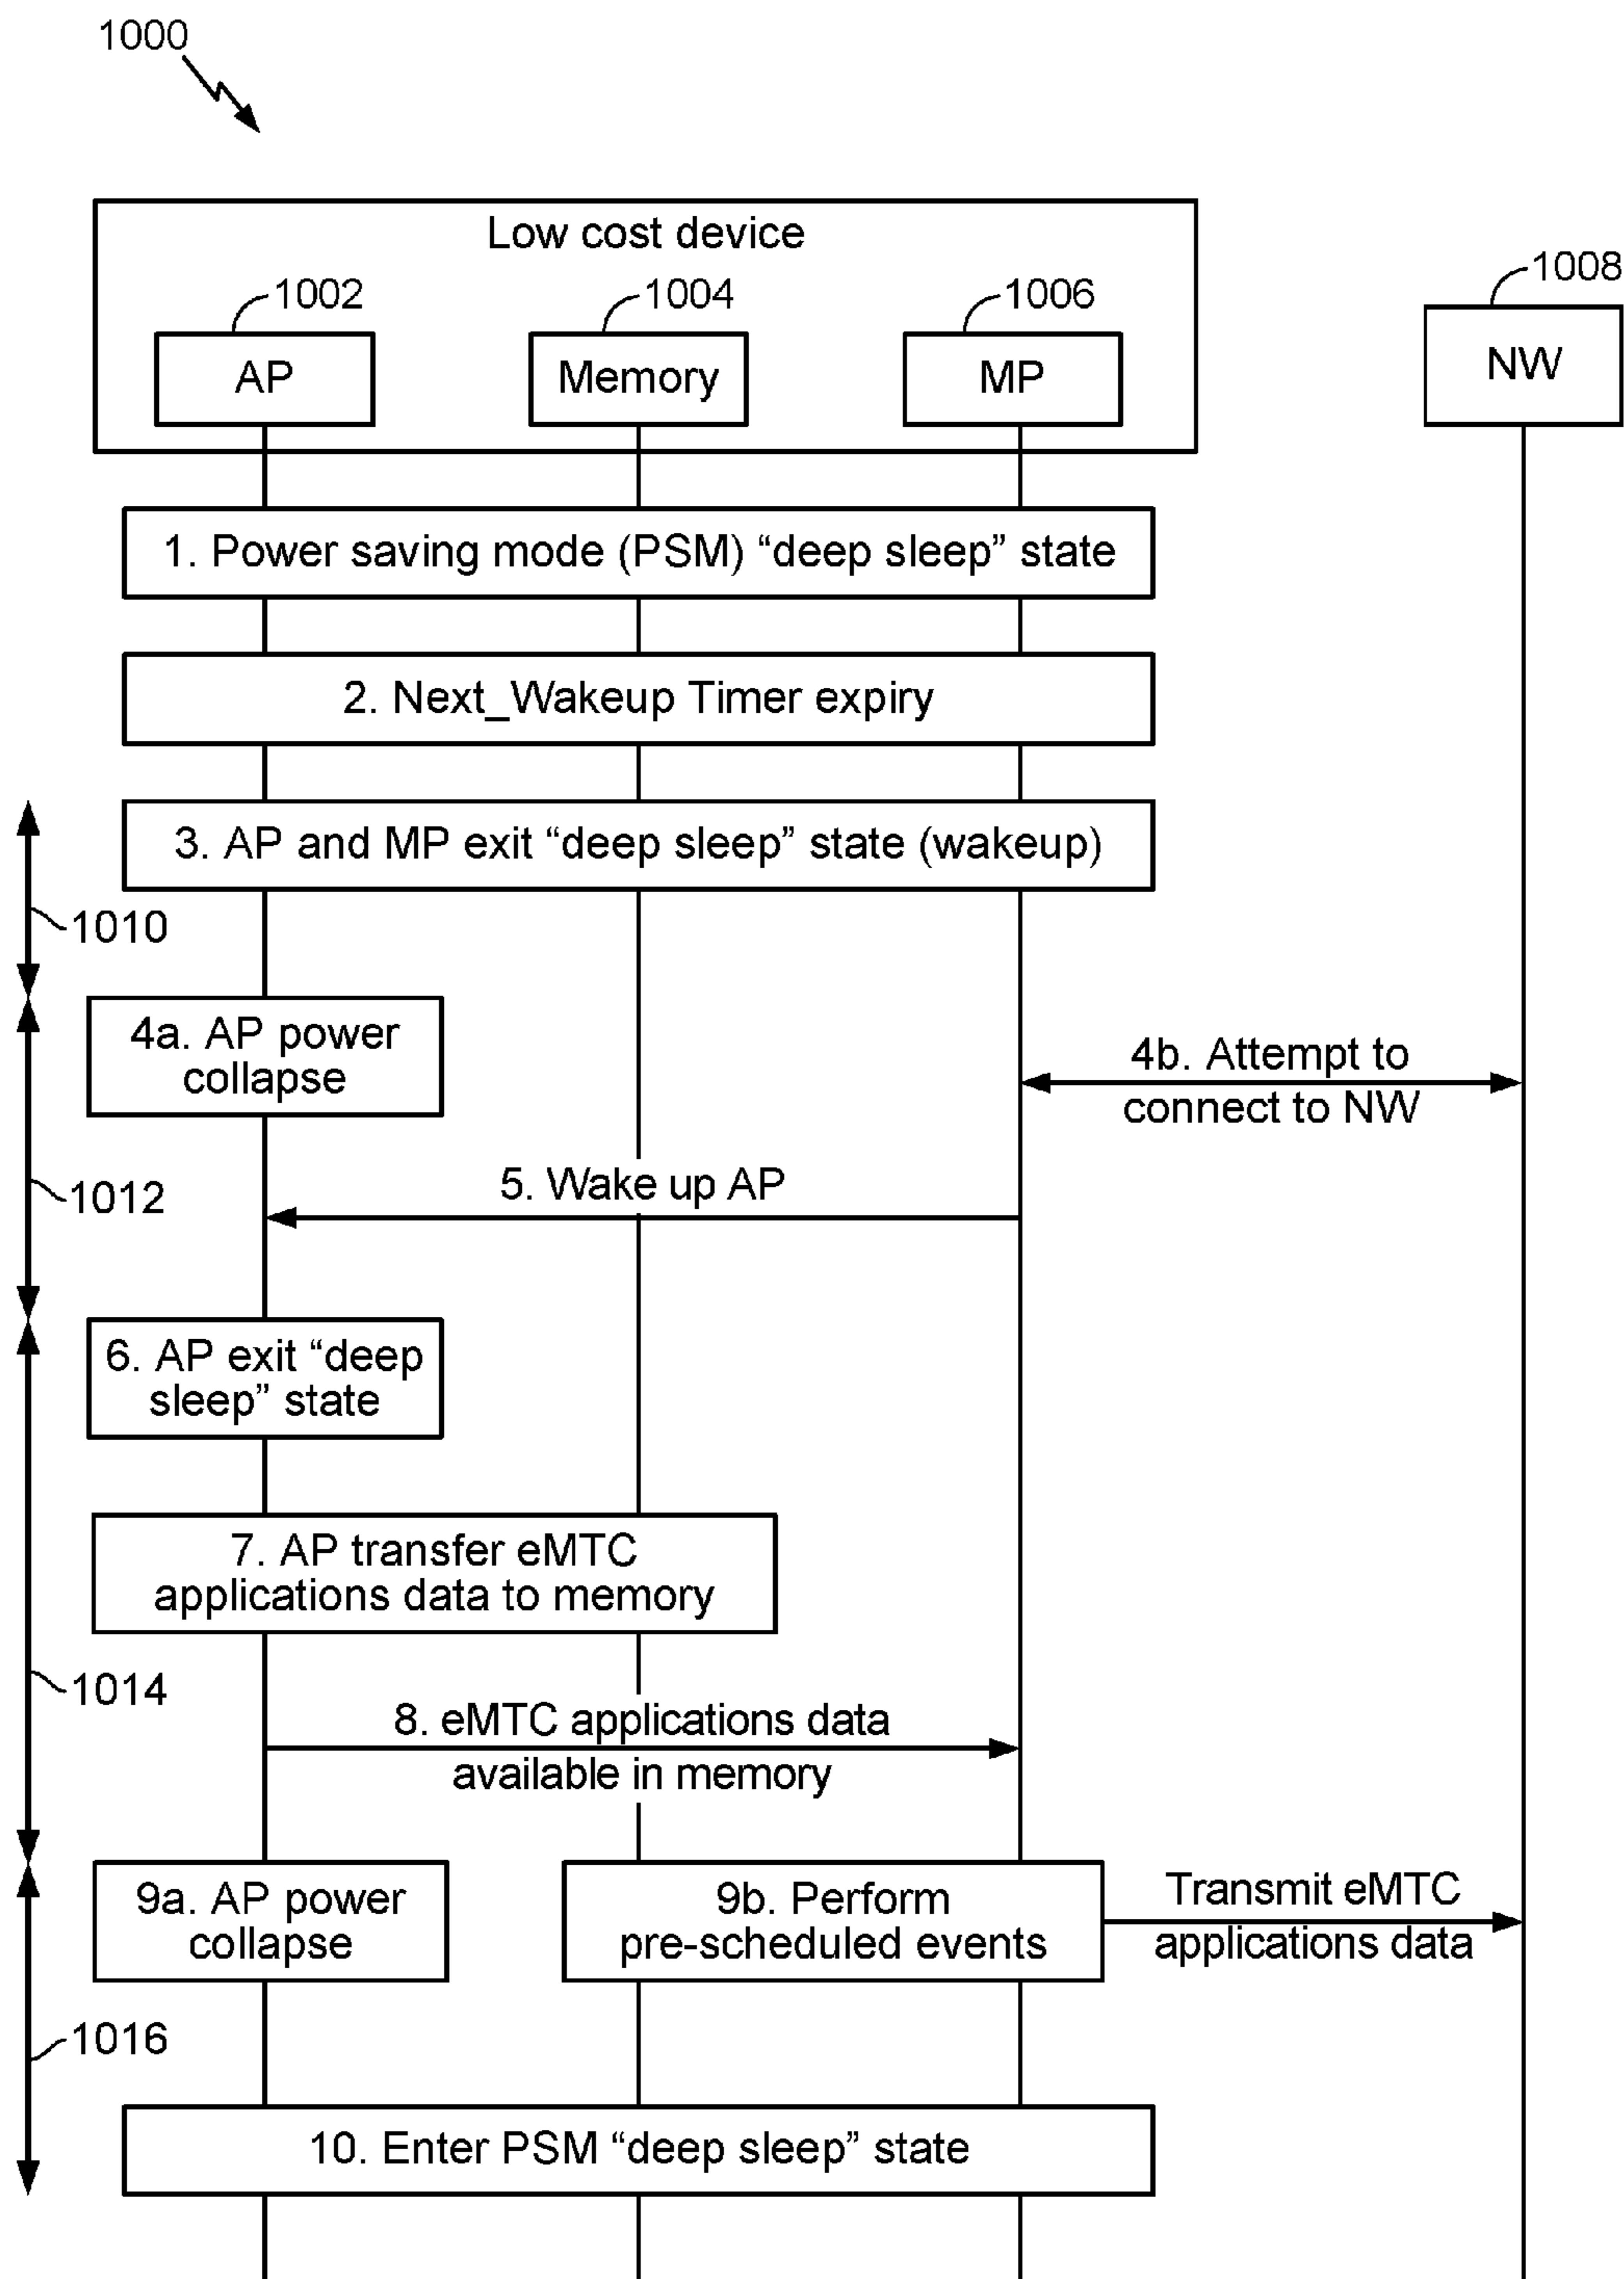 1000
Low cost device
1002
1004
1006
1008
AP
Memory
MP
NW
1. Power saving mode (PSM) “deep sleep” state
2. Next_Wakeup Timer expiry
3. AP and MP exit “deep sleep” state (wakeup)
1010
4a. AP power
collapse
4b. Attempt to
connect to NW
5. Wake up AP
1012
6. AP exit “deep
sleep” state
7. AP transfer eMTC
applications data to memory
1014
8. eMTC applications data
available in memory
9a. AP power
collapse
9b. Perform
pre-scheduled events
Transmit eMTC
applications data
1016
10. Enter PSM “deep sleep” state